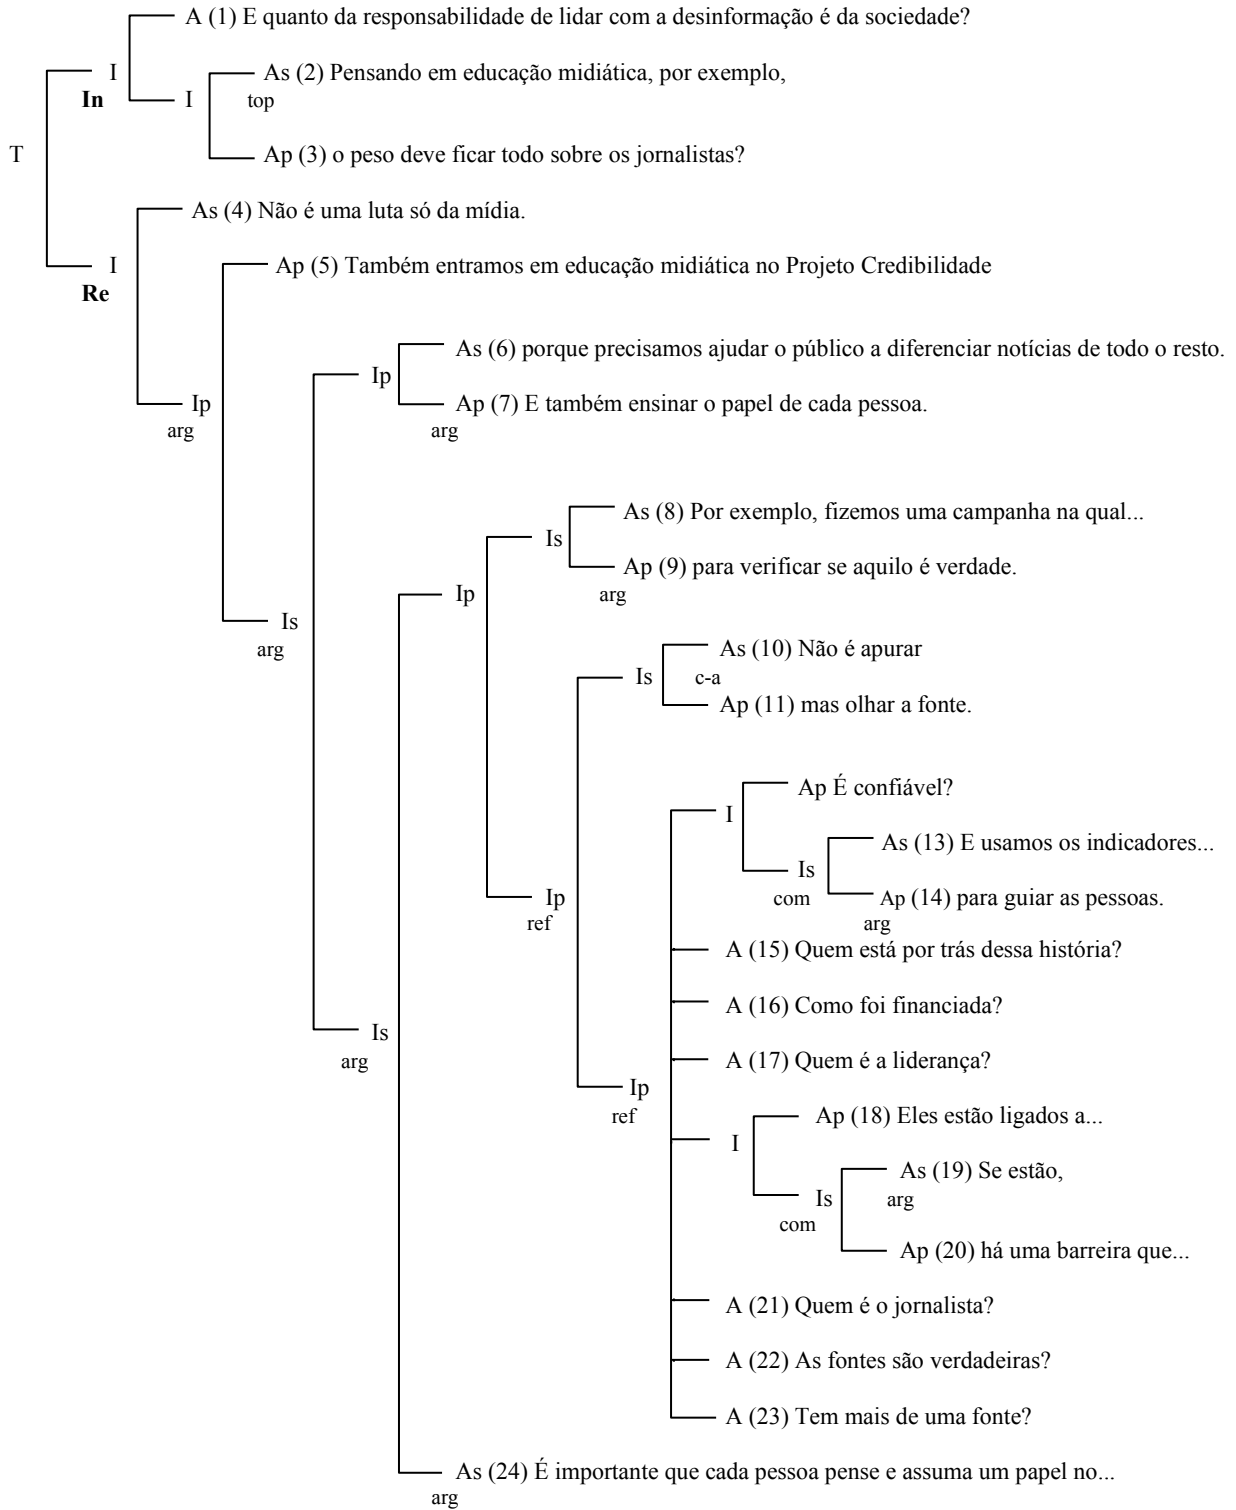 A (1) E quanto da responsabilidade de lidar com a desinformação é da sociedade?
I
In
As (2) Pensando em educação midiática, por exemplo,
I
top
T
Ap (3) o peso deve ficar todo sobre os jornalistas?
As (4) Não é uma luta só da mídia.
I
Re
Ap (5) Também entramos em educação midiática no Projeto Credibilidade
As (6) porque precisamos ajudar o público a diferenciar notícias de todo o resto.
Ip
Ip
arg
Ap (7) E também ensinar o papel de cada pessoa.
arg
As (8) Por exemplo, fizemos uma campanha na qual...
Is
Ap (9) para verificar se aquilo é verdade.
arg
Ip
Is
arg
As (10) Não é apurar
Is
c-a
Ap (11) mas olhar a fonte.
Ap É confiável?
I
As (13) E usamos os indicadores...
Is
com
Ap (14) para guiar as pessoas.
arg
Ip
ref
A (15) Quem está por trás dessa história?
A (16) Como foi financiada?
Is
arg
A (17) Quem é a liderança?
Ip
ref
Ap (18) Eles estão ligados a...
I
As (19) Se estão,
arg
Is
com
Ap (20) há uma barreira que...
A (21) Quem é o jornalista?
A (22) As fontes são verdadeiras?
A (23) Tem mais de uma fonte?
As (24) É importante que cada pessoa pense e assuma um papel no...
arg